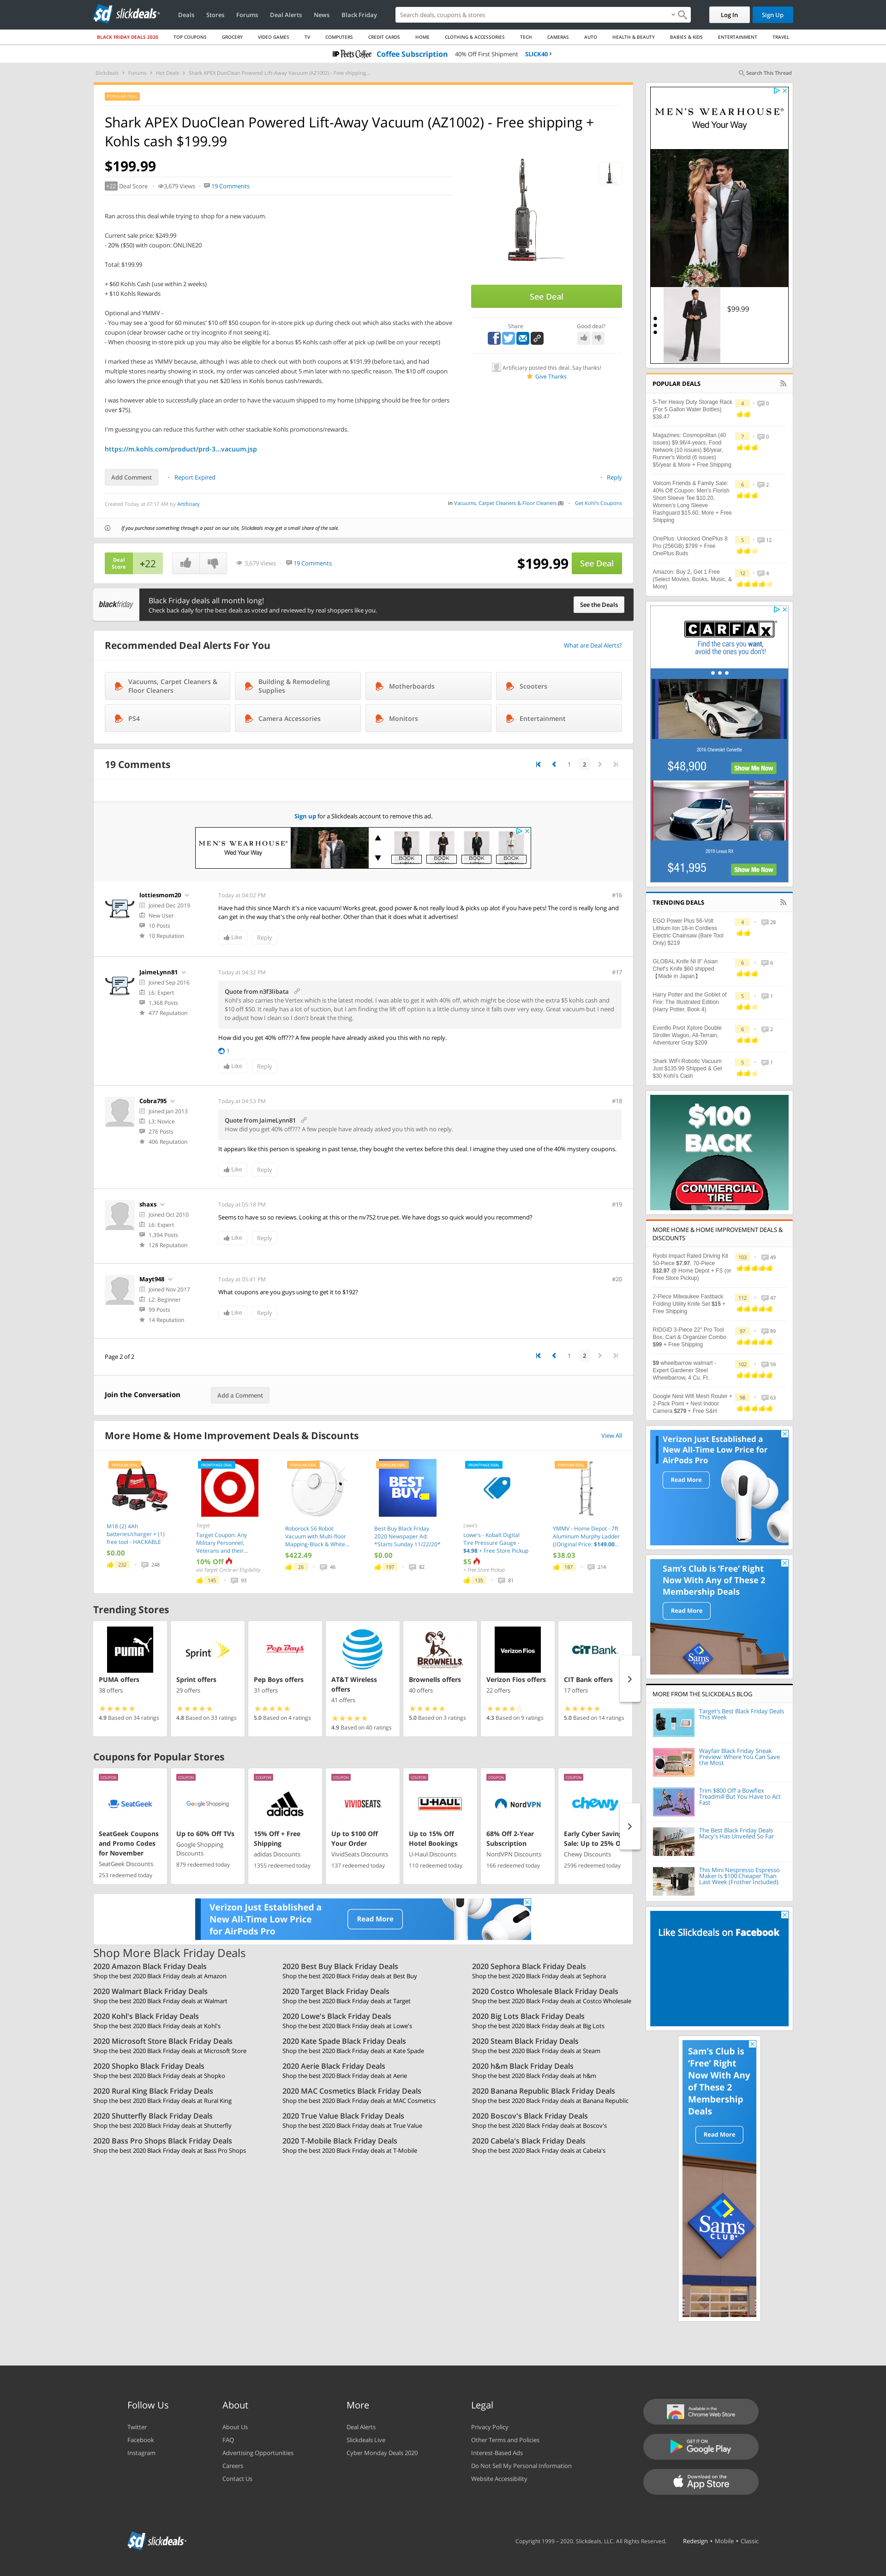 slickdeals
Deals
Stores
Forums
Deal Alerts
News
Black Friday
Search deals, coupons & stores
Log In
Sign Up
BLACK FRIDAY DEALS 2020
TOP COUPONS
GROCERY
VIDEO GAMES
TV
COMPUTERS
CREDIT CARDS
HOME
CLOTHING & ACCESSORIES
TECH
CAMERAS
AUTO
HEALTH & BEAUTY
BABIES & KIDS
ENTERTAINMENT
TRAVEL
Peet's Coffee Coffee Subscription 40% Off First Shipment SLICK40
Slickdeals
Forums
Hot Deals
Shark APEX DuoClean Powered Lift-Away Vacuum (AZ1002) - Free shipping...
Search This Thread
POPULAR DEAL
Shark APEX DuoClean Powered Lift-Away Vacuum (AZ1002) - Free shipping +
Kohls cash $199.99
$199.99
+22 Deal Score
3,679 Views
19 Comments
Ran across this deal while trying to shop for a new vacuum.
Current sale price: $249.99
- 20% ($50) with coupon: ONLINE20
Total: $199.99
+ $60 Kohls Cash (use within 2 weeks)
+ $10 Kohls Rewards
Optional and YMMV -
- You may see a 'good for 60 minutes' $10 off $50 coupon for in-store pick up during check out which also stacks with the above
coupon (clear browser cache or try incognito if not seeing it).
- When choosing in-store pick up you may also be eligible for a bonus $5 Kohls cash offer at pick up (will be on your receipt)
I marked these as YMMV because, although I was able to check out with both coupons at $191.99 (before tax), and had
multiple stores nearby showing in stock, my order was canceled about 5 min later with no specific reason. The $10 off coupon
also lowers the price enough that you net $20 less in Kohls bonus cash/rewards.
I was however able to successfully place an order to have the vacuum shipped to my home (shipping should be free for orders
over $75).
I'm guessing you can reduce this further with other stackable Kohls promotions/rewards.
https://m.kohls.com/product/prd-3...vacuum.jsp
See Deal
Share
Good deal?
Artificiary posted this deal. Say thanks!
Give Thanks
Add Comment
Report Expired
Reply
Created Today at 07:17 AM by Artificiary
in Vacuums, Carpet Cleaners & Floor Cleaners (5)
Get Kohl's Coupons
If you purchase something through a post on our site, Slickdeals may get a small share of the sale.
Deal
Score
+22
3,679 Views
19 Comments
$199.99
See Deal
blackfriday
Black Friday deals all month long!
Check back daily for the best deals as voted and reviewed by real shoppers like you.
See the Deals
Recommended Deal Alerts For You
What are Deal Alerts?
Vacuums, Carpet Cleaners &
Floor Cleaners
Building & Remodeling
Supplies
Motherboards
Scooters
PS4
Camera Accessories
Monitors
Entertainment
19 Comments
1
2
Sign up for a Slickdeals account to remove this ad.
MEN'S WEARHOUSE®
Wed Your Way
BOOK
BOOK
BOOK
BOOK
lottiesmom20
Joined Dec 2019
New User
10 Posts
10 Reputation
Today at 04:02 PM
#16
Have had this since March it's a nice vacuum! Works great, good power & not really loud & picks up alot if you have pets! The cord is really long and
can get in the way that's the only real bother. Other than that it does what it advertises!
Like
Reply
JaimeLynn81
Joined Sep 2016
L6: Expert
1,368 Posts
477 Reputation
Today at 04:32 PM
#17
Quote from n3f3libata
Kohl's also carries the Vertex which is the latest model. I was able to get it with 40% off, which might be close with the extra $5 kohls cash and
$10 off $50. It really has a lot of suction, but I am finding the lift off option is a little clumsy since it falls over very easy. Great vacuum but I need
to adjust how I clean so I don't break the thing.
How did you get 40% off??? A few people have already asked you this with no reply.
1
Like
Reply
Cobra795
Joined Jan 2013
L3: Novice
276 Posts
406 Reputation
Today at 04:53 PM
#18
Quote from JaimeLynn81
How did you get 40% off??? A few people have already asked you this with no reply.
It appears like this person is speaking in past tense, they bought the vertex before this deal. I imagine they used one of the 40% mystery coupons.
Like
Reply
shaxs
Joined Oct 2010
L6: Expert
1,394 Posts
128 Reputation
Today at 05:18 PM
#19
Seems to have so so reviews. Looking at this or the nv752 true pet. We have dogs so quick would you recommend?
Like
Reply
Mayt948
Joined Nov 2017
L2: Beginner
99 Posts
14 Reputation
Today at 05:41 PM
#20
What coupons are you guys using to get it to $192?
Like
Reply
Page 2 of 2
1
2
Join the Conversation
Add a Comment
More Home & Home Improvement Deals & Discounts
View All
POPULAR DEAL
M18 (2) 4Ah
batteries/charger + (1)
free tool - HACKABLE
$0.00
232
248
FRONTPAGE DEAL
Target
Target Coupon: Any
Military Personnel,
Veterans and their...
10% Off
via Target Circle w/ Eligibility
145
93
POPULAR DEAL
Roborock S6 Robot
Vacuum with Multi-floor
Mapping-Black & White...
$422.49
26
46
POPULAR DEAL
BEST
BUY
Best Buy Black Friday
2020 Newspaper Ad:
*Starts Sunday 11/22/20*
$0.00
197
82
FRONTPAGE DEAL
Lowe's
Lowe's - Kobalt Digital
Tire Pressure Gauge -
$4.98 + Free Store Pickup
$5
+ Free Store Pickup
135
81
POPULAR DEAL
YMMV - Home Depot - 7ft
Aluminum Murphy Ladder
((Original Price: $149.00...
$38.03
187
214
Trending Stores
PUMA
PUMA offers
38 offers
4.9 Based on 34 ratings
Sprint
Sprint offers
29 offers
4.8 Based on 33 ratings
Pep Boys
Pep Boys offers
31 offers
5.0 Based on 4 ratings
AT&T Wireless
offers
41 offers
4.9 Based on 40 ratings
BROWNELLS
Brownells offers
40 offers
5.0 Based on 3 ratings
Verizon Fios
Verizon Fios offers
22 offers
4.3 Based on 9 ratings
CIT Bank
CIT Bank offers
17 offers
5.0 Based on 14 ratings
Coupons for Popular Stores
COUPON
SeatGeek
SeatGeek Coupons
and Promo Codes
for November
SeatGeek Discounts
253 redeemed today
COUPON
Google Shopping
Up to 60% Off TVs
Google Shopping
Discounts
879 redeemed today
COUPON
adidas
15% Off + Free
Shipping
adidas Discounts
1355 redeemed today
COUPON
VIVIDSEATS
Up to $100 Off
Your Order
VividSeats Discounts
137 redeemed today
COUPON
U-HAUL
Up to 15% Off
Hotel Bookings
U-Haul Discounts
110 redeemed today
COUPON
NordVPN
68% Off 2-Year
Subscription
NordVPN Discounts
166 redeemed today
COUPON
chewy
Early Cyber Saving
Sale: Up to 25% O
Chewy Discounts
2596 redeemed today
Verizon Just Established a
New All-Time Low Price
for AirPods Pro
Read More
Shop More Black Friday Deals
2020 Amazon Black Friday Deals
Shop the best 2020 Black Friday deals at Amazon
2020 Best Buy Black Friday Deals
Shop the best 2020 Black Friday deals at Best Buy
2020 Sephora Black Friday Deals
Shop the best 2020 Black Friday deals at Sephora
2020 Walmart Black Friday Deals
Shop the best 2020 Black Friday deals at Walmart
2020 Target Black Friday Deals
Shop the best 2020 Black Friday deals at Target
2020 Costco Wholesale Black Friday Deals
Shop the best 2020 Black Friday deals at Costco Wholesale
2020 Kohl's Black Friday Deals
Shop the best 2020 Black Friday deals at Kohl's
2020 Lowe's Black Friday Deals
Shop the best 2020 Black Friday deals at Lowe's
2020 Big Lots Black Friday Deals
Shop the best 2020 Black Friday deals at Big Lots
2020 Microsoft Store Black Friday Deals
Shop the best 2020 Black Friday deals at Microsoft Store
2020 Kate Spade Black Friday Deals
Shop the best 2020 Black Friday deals at Kate Spade
2020 Steam Black Friday Deals
Shop the best 2020 Black Friday deals at Steam
2020 Shopko Black Friday Deals
Shop the best 2020 Black Friday deals at Shopko
2020 Aerie Black Friday Deals
Shop the best 2020 Black Friday deals at Aerie
2020 h&m Black Friday Deals
Shop the best 2020 Black Friday deals at h&m
2020 Rural King Black Friday Deals
Shop the best 2020 Black Friday deals at Rural King
2020 MAC Cosmetics Black Friday Deals
Shop the best 2020 Black Friday deals at MAC Cosmetics
2020 Banana Republic Black Friday Deals
Shop the best 2020 Black Friday deals at Banana Republic
2020 Shutterfly Black Friday Deals
Shop the best 2020 Black Friday deals at Shutterfly
2020 True Value Black Friday Deals
Shop the best 2020 Black Friday deals at True Value
2020 Boscov's Black Friday Deals
Shop the best 2020 Black Friday deals at Boscov's
2020 Bass Pro Shops Black Friday Deals
Shop the best 2020 Black Friday deals at Bass Pro Shops
2020 T-Mobile Black Friday Deals
Shop the best 2020 Black Friday deals at T-Mobile
2020 Cabela's Black Friday Deals
Shop the best 2020 Black Friday deals at Cabela's
MEN'S WEARHOUSE®
Wed Your Way
$99.99
POPULAR DEALS
5-Tier Heavy Duty Storage Rack
(For 5 Gallon Water Bottles)
$38.47
4
0
Magazines: Cosmopolitan (40
issues) $9.96/4-years, Food
Network (10 issues) $6/year,
Runner's World (6 issues)
$5/year & More + Free Shipping
7
0
Volcom Friends & Family Sale:
40% Off Coupon: Men's Florish
Short Sleeve Tee $10.20,
Women's Long Sleeve
Rashguard $15.60, More + Free
Shipping
6
2
OnePlus: Unlocked OnePlus 8
Pro (256GB) $799 + Free
OnePlus Buds
5
12
Amazon: Buy 2, Get 1 Free
(Select Movies, Books, Music, &
More)
12
4
CARFAX
Find the cars you want,
avoid the ones you don't!
2016 Chevrolet Corvette
$48,900
Show Me Now
2019 Lexus RX
$41,995
Show Me Now
TRENDING DEALS
EGO Power Plus 56-Volt
Lithium Ion 18-in Cordless
Electric Chainsaw (Bare Tool
Only) $219
4
28
GLOBAL Knife NI 8" Asian
Chef's Knife $60 shipped
【Made in Japan】
6
6
Harry Potter and the Goblet of
Fire: The Illustrated Edition
(Harry Potter, Book 4)
5
1
Evenflo Pivot Xplore Double
Stroller Wagon, All-Terrain,
Adventurer Gray $209
6
2
Shark WiFi Robotic Vacuum
Just $135.99 Shipped & Get
$30 Kohl's Cash
5
1
$100
BACK
COMMERCIAL
TIRE
MORE HOME & HOME IMPROVEMENT DEALS &
DISCOUNTS
Ryobi Impact Rated Driving Kit
50-Piece $7.97, 70-Piece
$12.97 @ Home Depot + FS (or
Free Store Pickup)
103
49
2-Piece Milwaukee Fastback
Folding Utility Knife Set $15 +
Free Shipping
112
47
RIDGID 3-Piece 22" Pro Tool
Box, Cart & Organizer Combo
$99 + Free Shipping
97
89
$9 wheelbarrow walmart -
Expert Gardener Steel
Wheelbarrow, 4 Cu. Ft.
102
59
Google Nest Wifi Mesh Router +
2-Pack Point + Nest Indoor
Camera $279 + Free S&H
98
63
Verizon Just Established a
New All-Time Low Price for
AirPods Pro
Read More
Sam's Club is 'Free' Right
Now With Any of These 2
Membership Deals
Read More
Sam's
MORE FROM THE SLICKDEALS BLOG
Target's Best Black Friday Deals
This Week
Wayfair Black Friday Sneak
Preview: Where You Can Save
the Most
Trim $800 Off a Bowflex
Treadmill But You Have to Act
Fast
The Best Black Friday Deals
Macy's Has Unveiled So Far
This Mini Nespresso Espresso
Maker Is $100 Cheaper Than
Last Week (Frother Included)
Like Slickdeals on Facebook
Sam's Club is
'Free' Right
Now With Any
of These 2
Membership
Deals
Read More
Sam's
CLUB
Follow Us
Twitter
Facebook
Instagram
About
About Us
FAQ
Advertising Opportunities
Careers
Contact Us
More
Deal Alerts
Slickdeals Live
Cyber Monday Deals 2020
Legal
Privacy Policy
Other Terms and Policies
Interest-Based Ads
Do Not Sell My Personal Information
Website Accessibility
Available in the
Chrome Web Store
GET IT ON
Google Play
Download on the
App Store
slickdeals
Copyright 1999 – 2020. Slickdeals, LLC. All Rights Reserved.
Redesign • Mobile • Classic